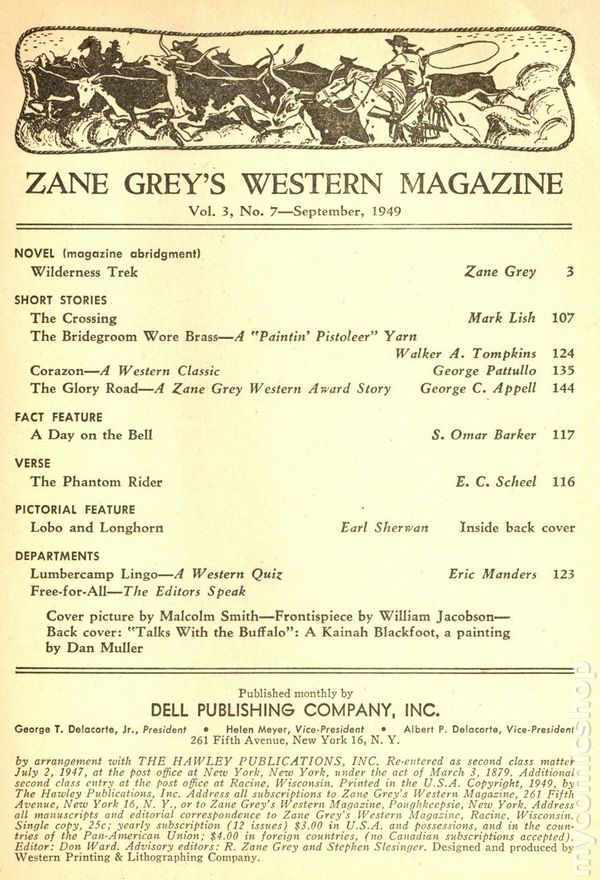 ZANE GREY'S WESTERN MAGAZINE
Vol. 3, No. 7—September, 1949
NOVEL (magazine abridgment)
Wilderness Trek Zane Grey 3
SHORT STORIES
The Crossing Mark Lish 107
The Bridegroom Wore Brass—A "Paintin' Pistoleer" Yarn
Walker A. Tompkins 124
Corazon—A Western Classic George Pattullo 135
The Glory Road—A Zane Grey Western Award Story George C. Appell 144
FACT FEATURE
A Day on the Bell S. Omar Barker 117
VERSE
The Phantom Rider E. C. Scheel 116
PICTORIAL FEATURE
Lobo and Longhorn Earl Sherwan Inside back cover
DEPARTMENTS
Lumbercamp Lingo—A Western Quiz Eric Manders 123
Free-for-All—The Editors Speak
Cover picture by Malcolm Smith—Frontispiece by William Jacobson—
Back cover: "Talks With the Buffalo": A Kainah Blackfoot, a painting
by Dan Muller
Published monthly by
DELL PUBLISHING COMPANY, INC.
George T. Delacorte, Jr., President • Helen Meyer, Vice-President • Albert P. Delacorte, Vice-President
261 Fifth Avenue, New York 16, N. Y.
by arrangement with THE HAWLEY PUBLICATIONS, INC. Re-entered as second class matter
July 2, 1947, at the post office at New York, New York, under the act of March 3, 1879. Additional
second class entry at the post office at Racine, Wisconsin. Printed in the U.S.A. Copyright, 1949, by
The Hawley Publications, Inc. Address all subscriptions to Zane Grey's Western Magazine, 261 Fifth
Avenue, New York 16, N. Y., or to Zane Grey's Western Magazine, Poughkeepsie, New York. Address
all manuscripts and editorial correspondence to Zane Grey's Western Magazine, Racine, Wisconsin.
Single copy, 25c; yearly subscription (12 issues) $3.00 in U.S.A. and possessions, and in the coun-
tries of the Pan-American Union; $4.00 in foreign countries, (no Canadian subscriptions accepted).
Editor: Don Ward. Advisory editors: R. Zane Grey and Stephen Slesinger. Designed and produced by
Western Printing & Lithographing Company.
mycomicshop